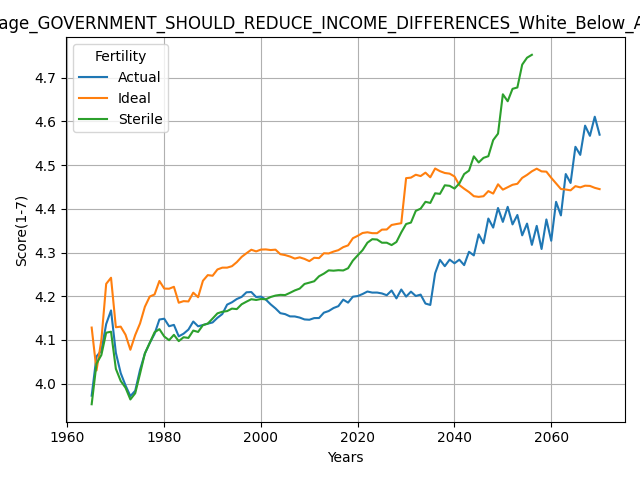 age_GOVERNMENT_SHOULD_REDUCE_INCOME_DIFFERENCES_White_Below_A
Fertility
Actual
Ideal
Sterile
4.7
4.6
4.5
4.4
4.3
4.2
4.1
4.0
Score(1-7)
1960
1980
2000
2020
2040
2060
Years